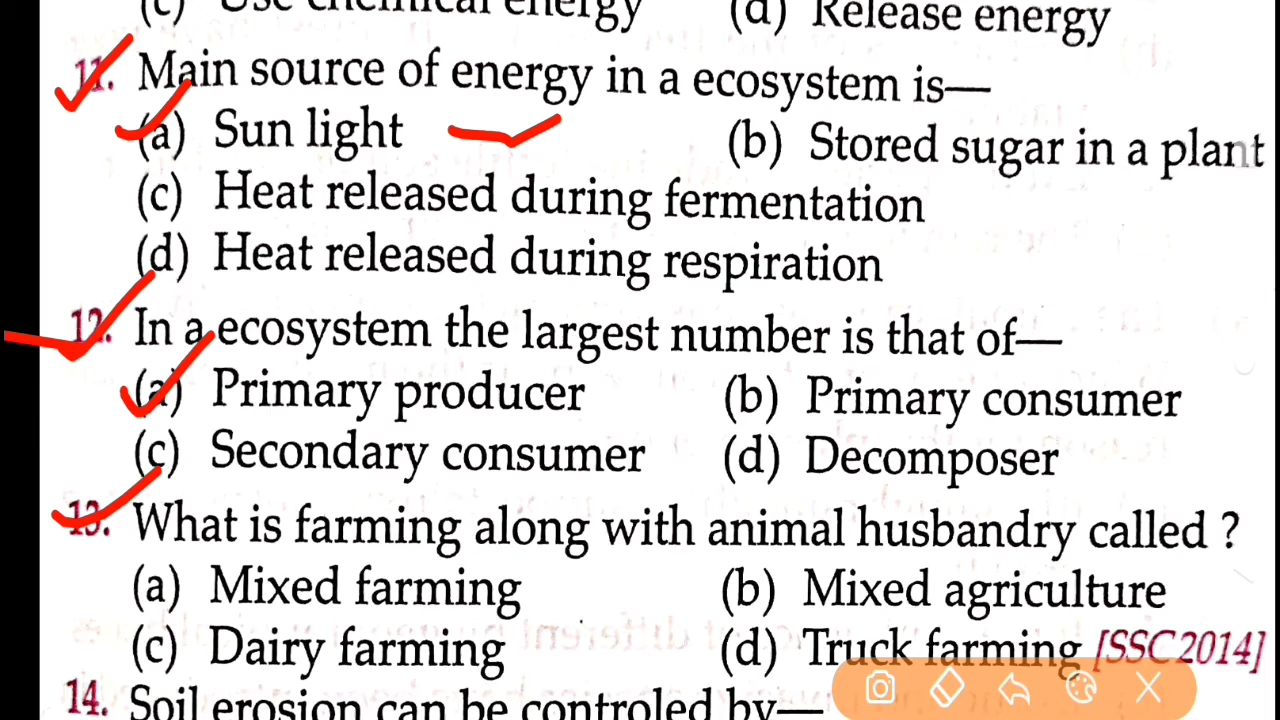 (c) Use chemical energy (d) Release energy
11. Main source of energy in a ecosystem is—
(a) Sun light (b) Stored sugar in a plant
(c) Heat released during fermentation
(d) Heat released during respiration
12. In a ecosystem the largest number is that of—
(a) Primary producer (b) Primary consumer
(c) Secondary consumer (d) Decomposer
13. What is farming along with animal husbandry called ?
(a) Mixed farming (b) Mixed agriculture
(c) Dairy farming (d) Truck farming [SSC 2014]
14. Soil erosion can be controled by—